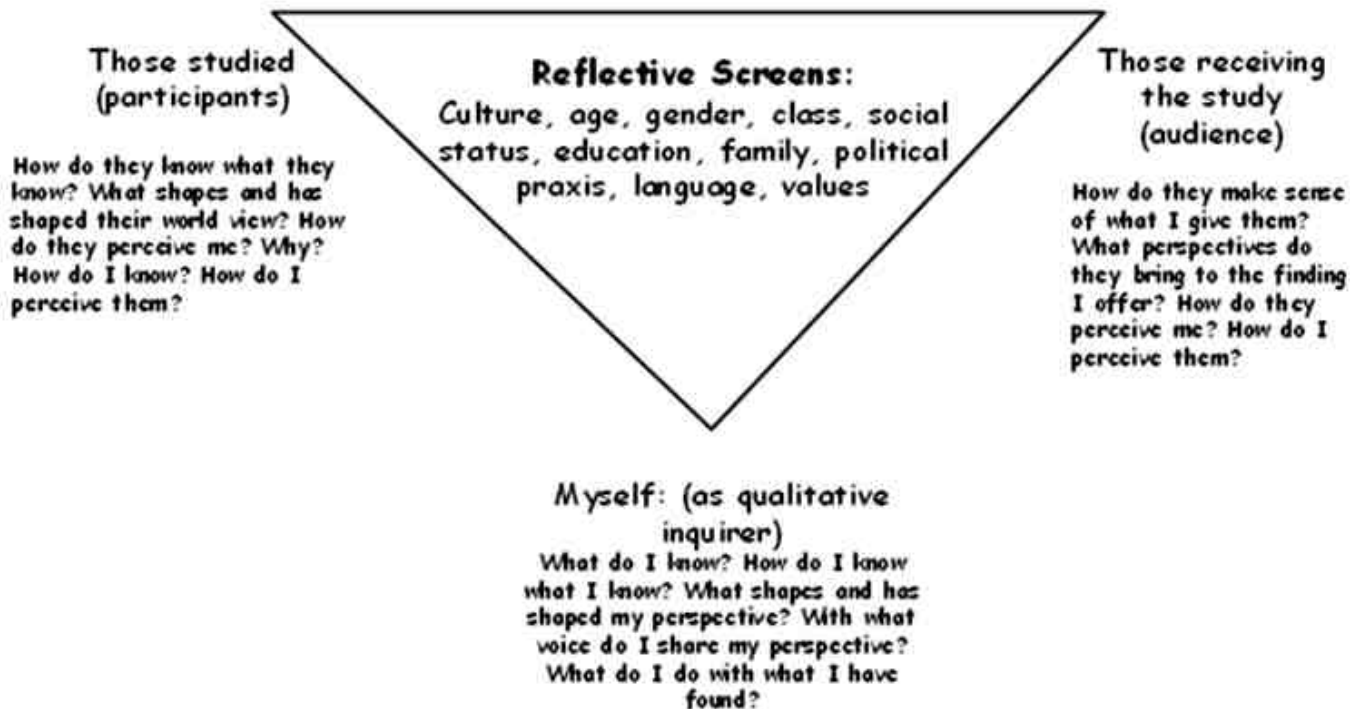 Those studied
(participants)
How do they know what they
know? What shapes and has
shaped their world view? How
do they perceive me? Why?
How do I know? How do I
perceive them?
Reflective Screens:
Culture, age, gender, class, social
status, education, family, political
praxis, language, values
Those receiving
the study
(audience)
How do they make sense
of what I give them?
What perspectives do
they bring to the finding
I offer? How do they
perceive me? How do I
perceive them?
Myself: (as qualitative
inquirer)
What do I know? How do I know
what I know? What shapes and has
shaped my perspective? With what
voice do I share my perspective?
What do I do with what I have
found?